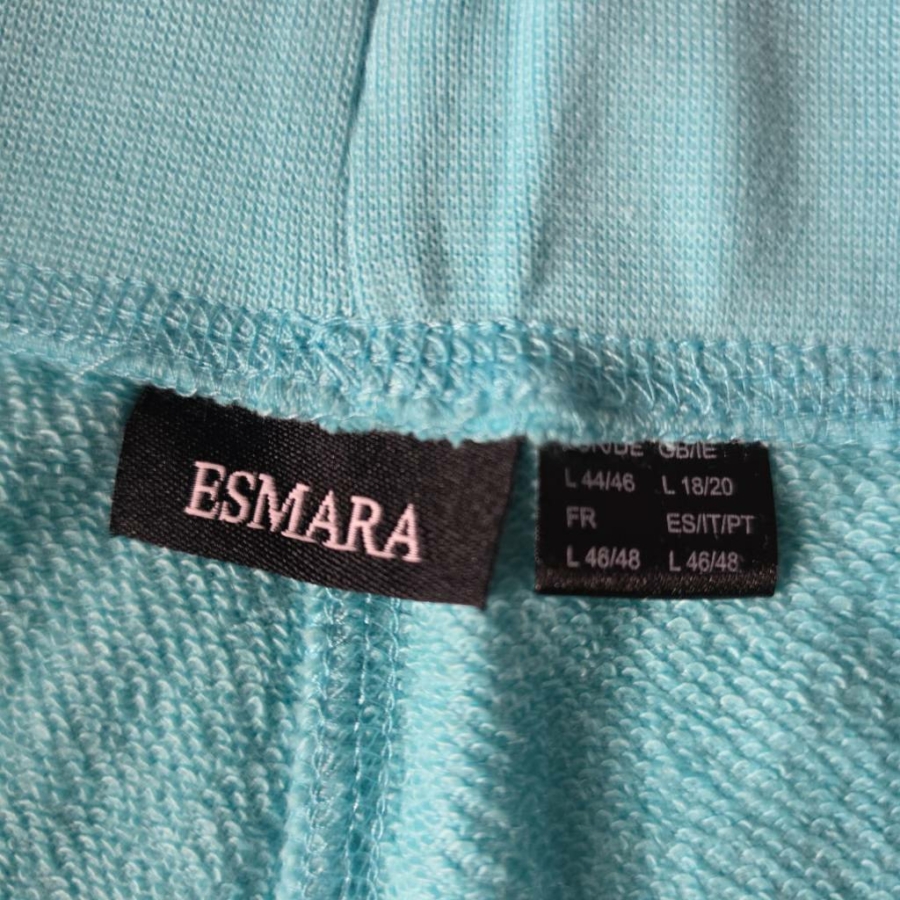 ESMARA
GB/IE
L 44/46 L 18/20
FR ES/IT/PT
L 46/48 L 46/48